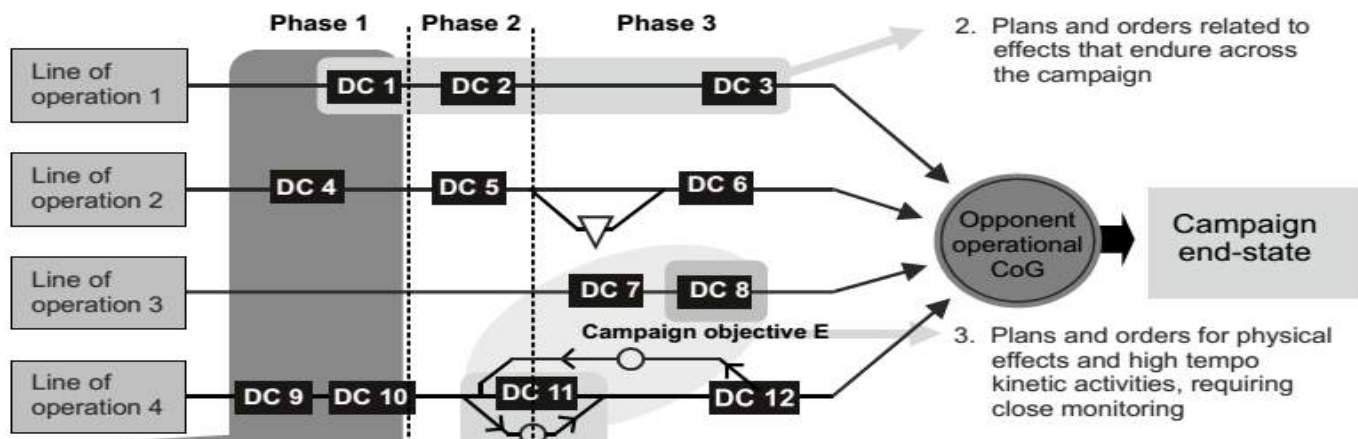 Phase 1 Phase 2 Phase 3
2. Plans and orders related to
effects that endure across
the campaign
Line of
operation 1
DC 1 DC 2 DC 3
Line of
operation 2
DC 4 DC 5 DC 6
Opponent
operational
CoG
Campaign
end-state
Line of
operation 3
DC 7 DC 8
Campaign objective E
3. Plans and orders for physical
effects and high tempo
kinetic activities, requiring
close monitoring
Line of
operation 4
DC 9 DC 10 DC 11 DC 12